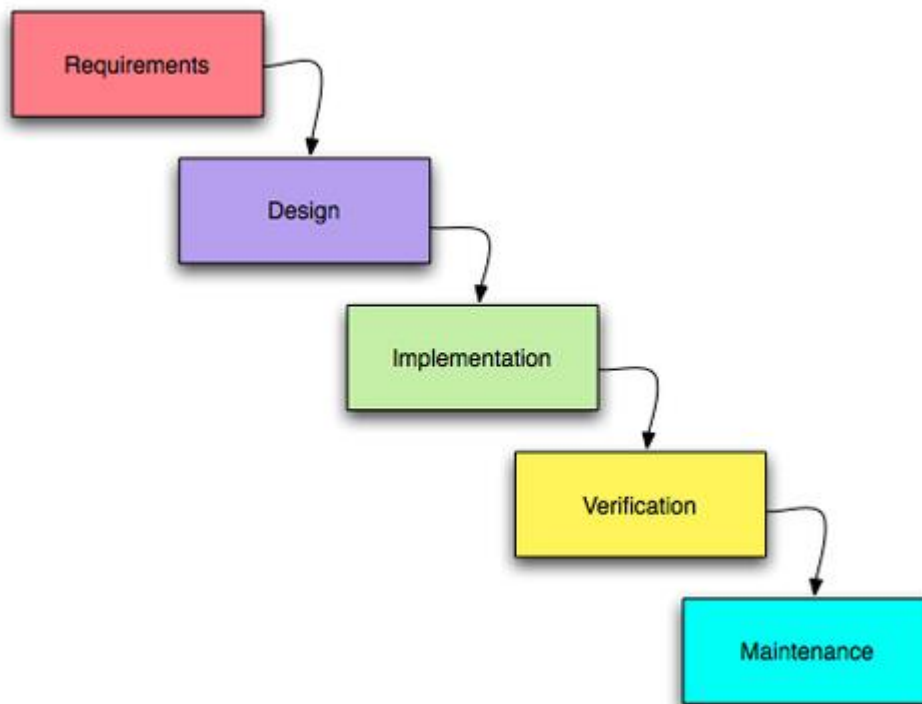 Requirements
Design
Implementation
Verification
Maintenance